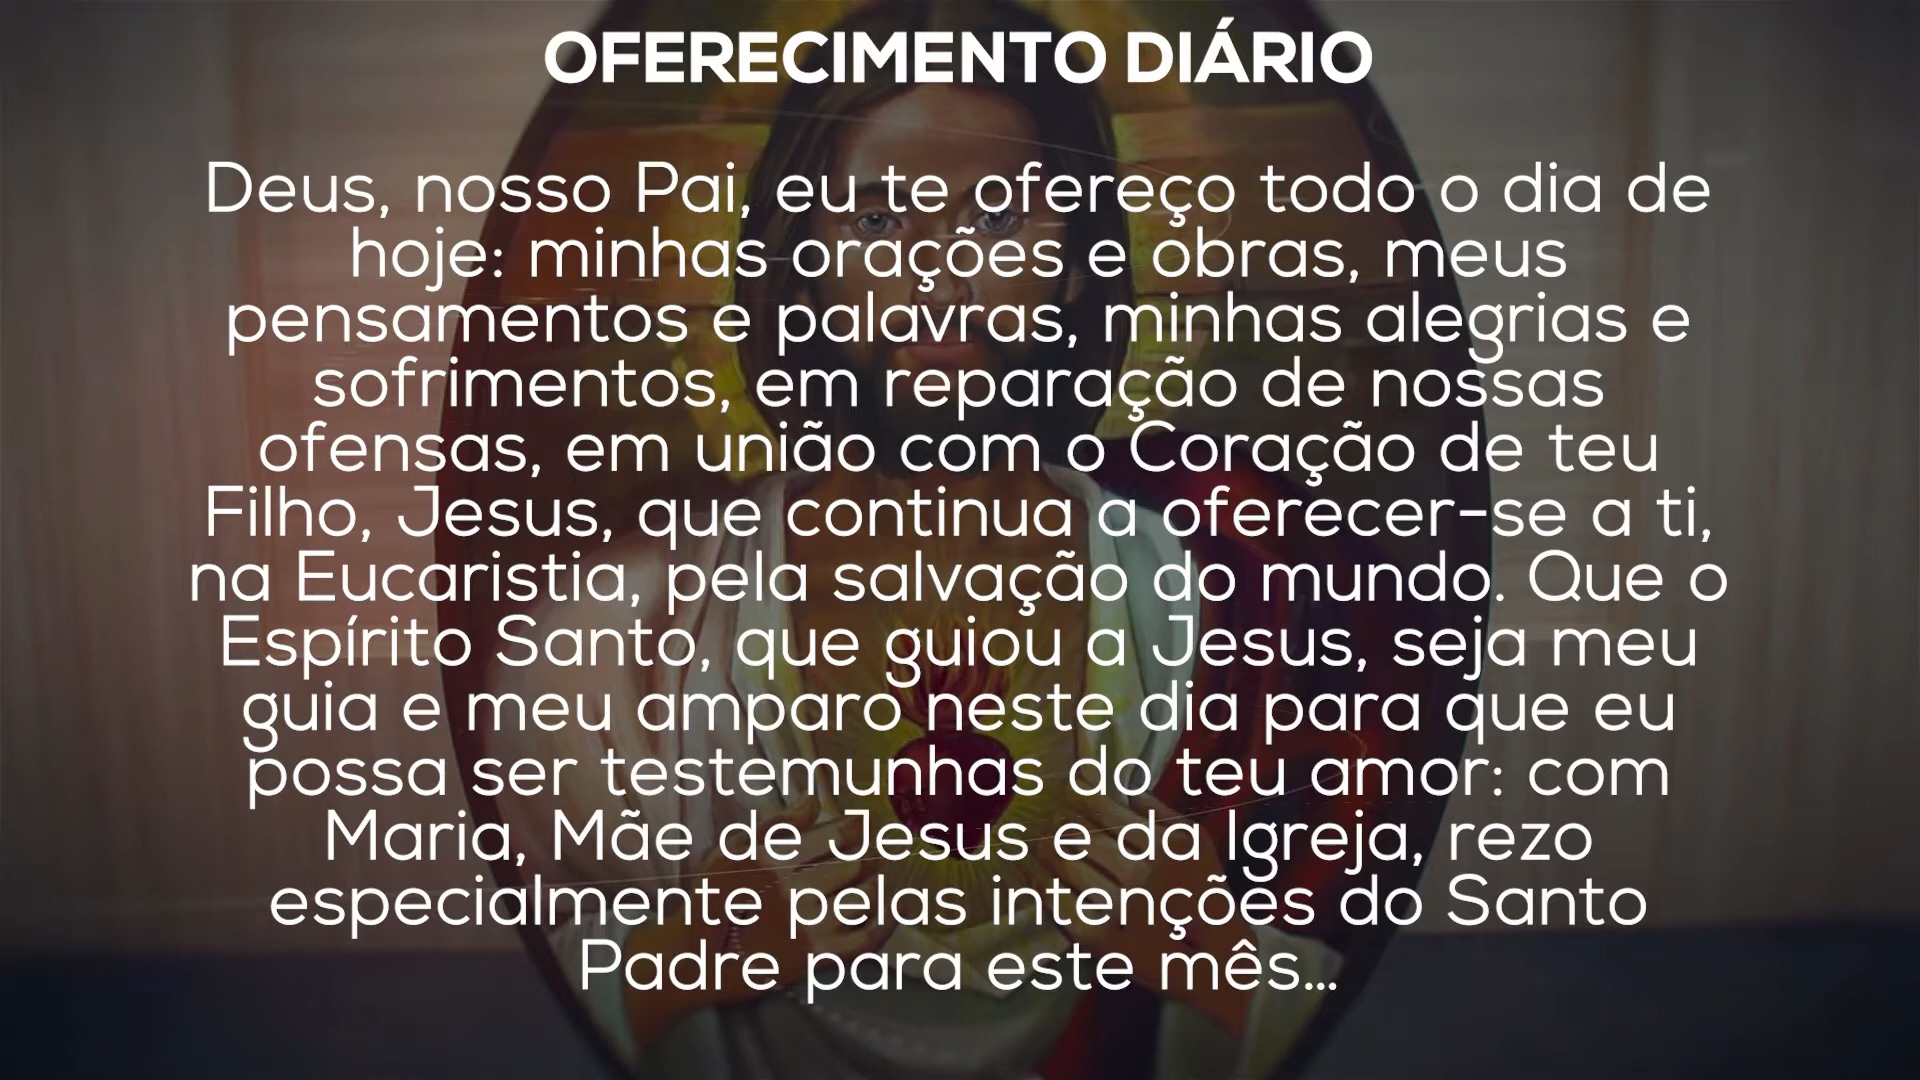 OFERECIMENTO DIÁRIO
Deus, nosso Pai, eu te ofereço todo o dia de
hoje: minhas orações e obras, meus
pensamentos e palavras, minhas alegrias e
sofrimentos, em reparação de nossas
ofensas, em união com o Coração de teu
Filho, Jesus, que continua a oferecer-se a ti,
na Eucaristia, pela salvação do mundo. Que o
Espírito Santo, que guiou a Jesus, seja meu
guia e meu amparo neste dia para que eu
possa ser testemunhas do teu amor: com
Maria, Mãe de Jesus e da Igreja, rezo
especialmente pelas intenções do Santo
Padre para este mês...